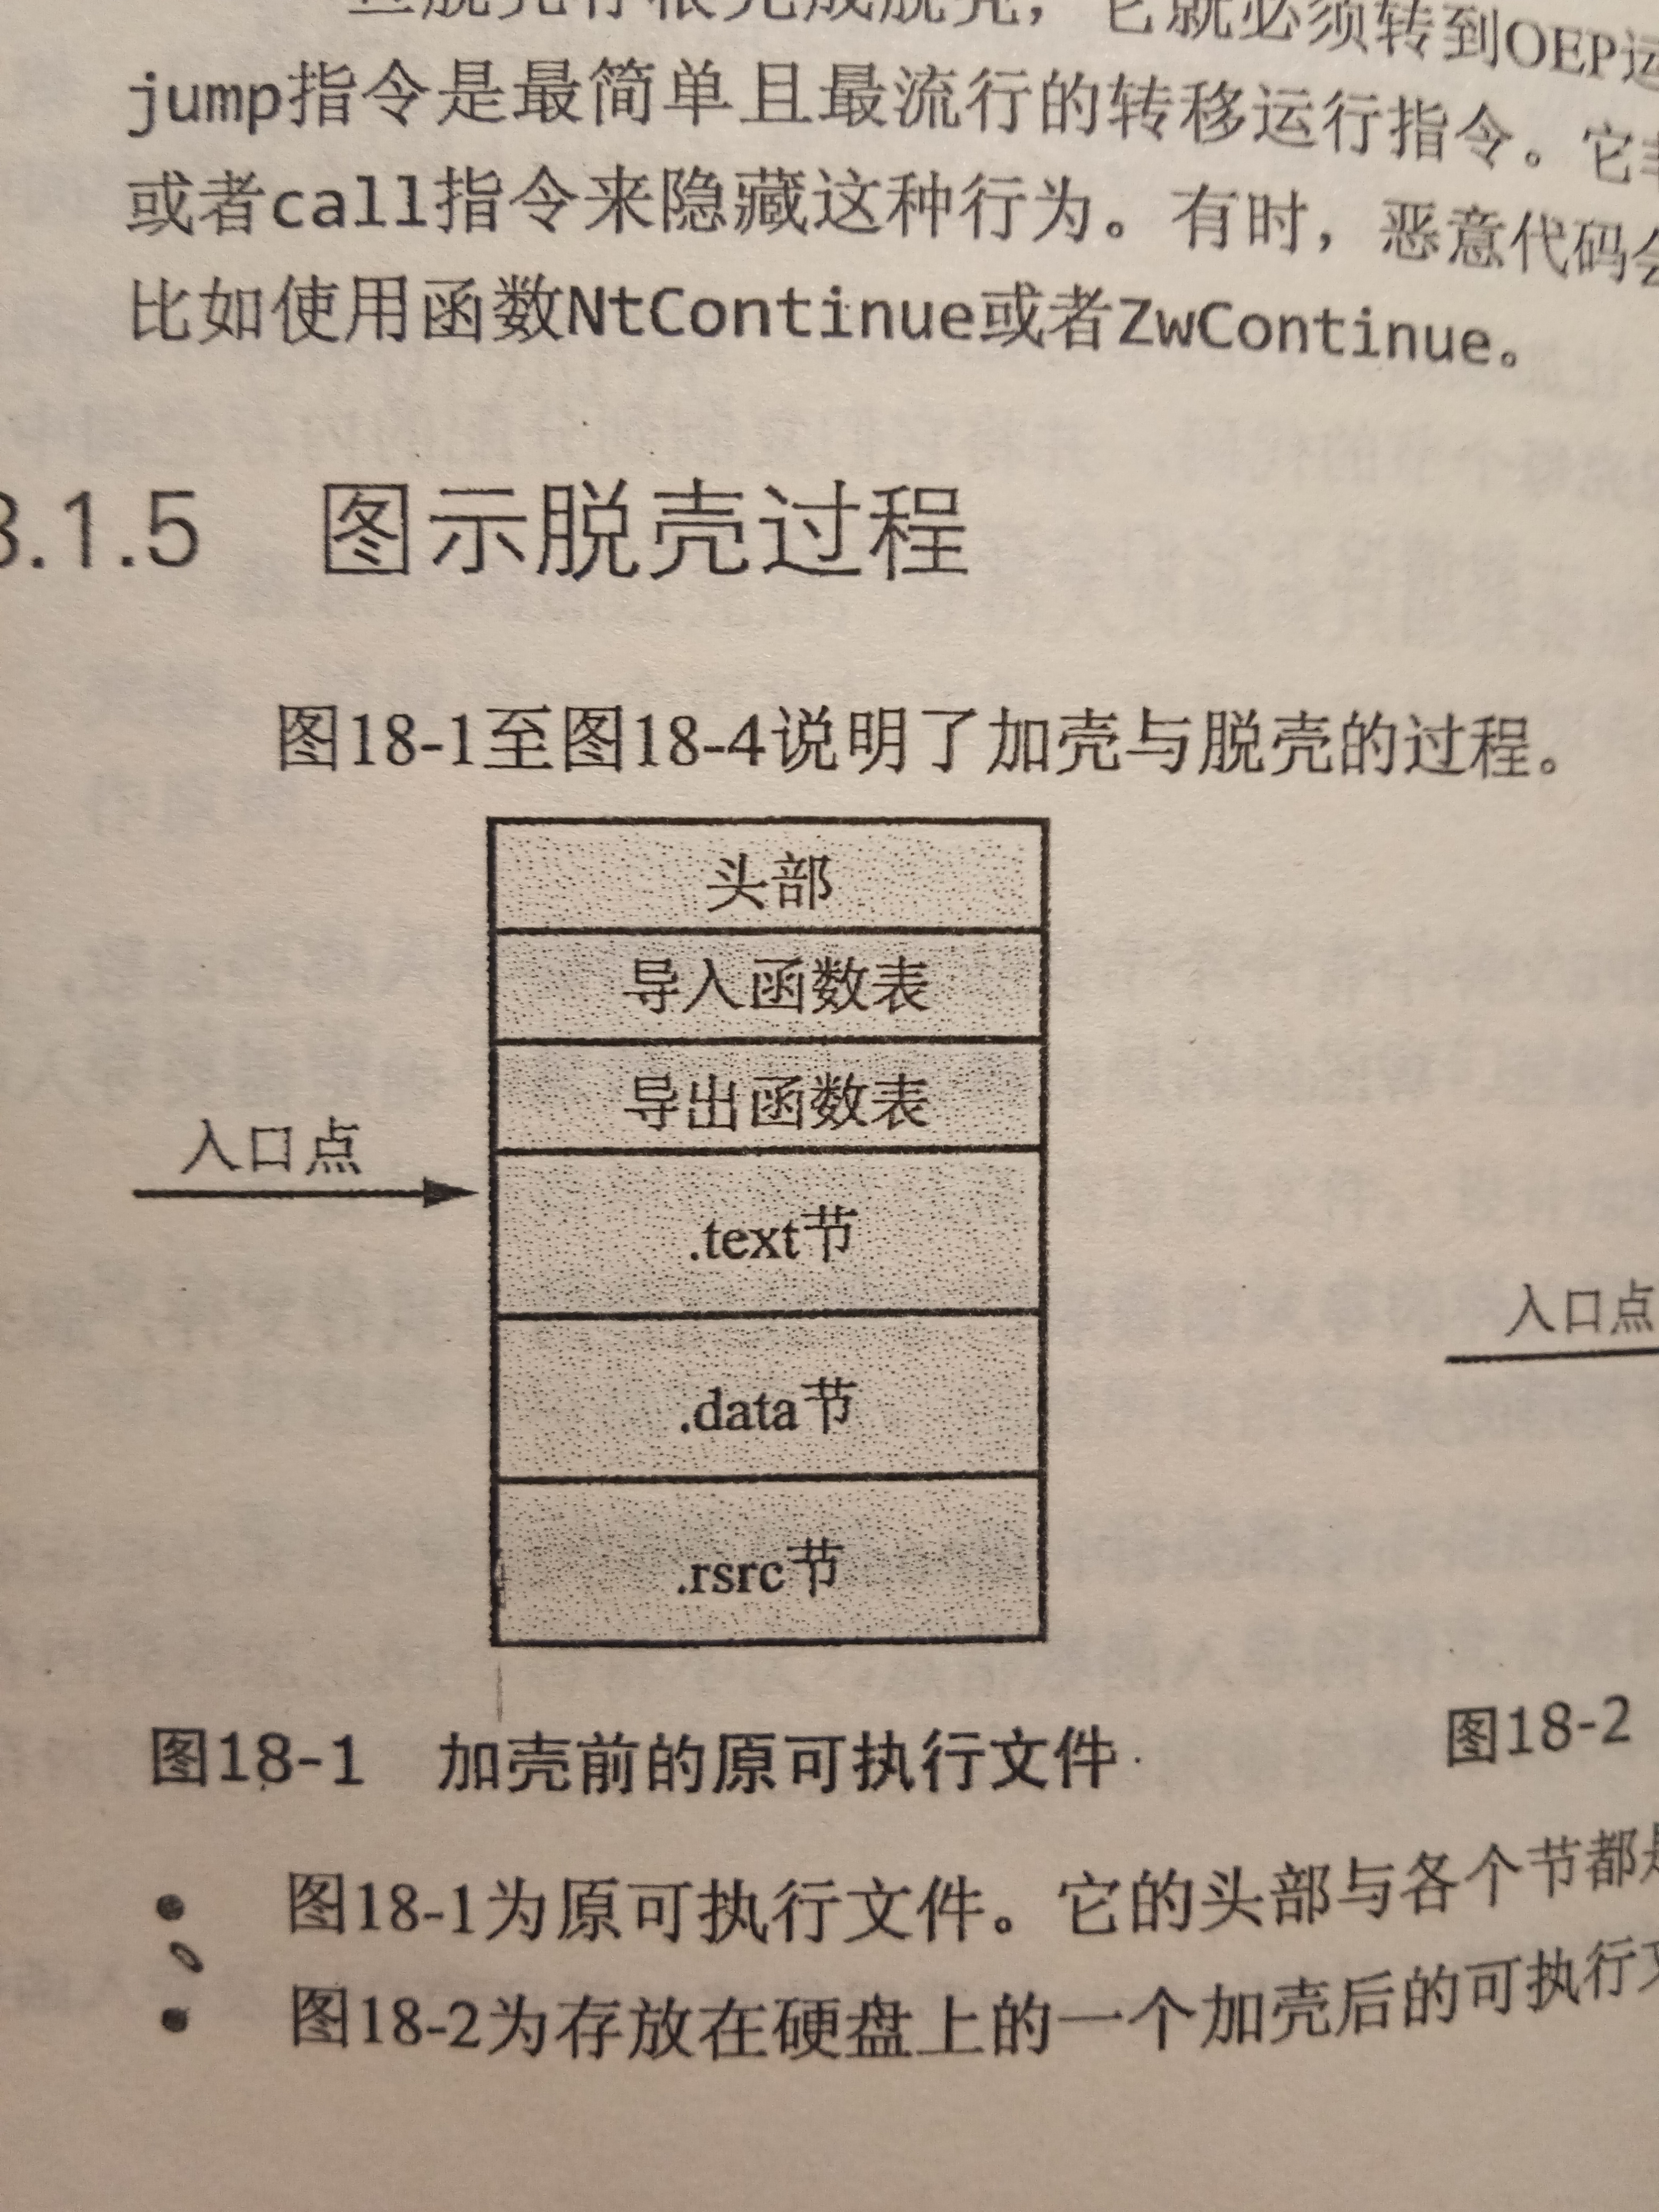 一旦脱壳存根完成脱壳，它就必须转到OEP运
jump指令是最简单且最流行的转移运行指令。它
或者call指令来隐藏这种行为。有时，恶意代码会
比如使用函数NtContinue或者ZwContinue。
8.1.5 图示脱壳过程
图18-1至图18-4说明了加壳与脱壳的过程。
头部
导入函数表
导出函数表
入口点
.text节
.data节
.rsrc节
入口点
图18-1 加壳前的原可执行文件
图18-2
• 图18-1为原可执行文件。它的头部与各个节都是
• 图18-2为存放在硬盘上的一个加壳后的可执行文